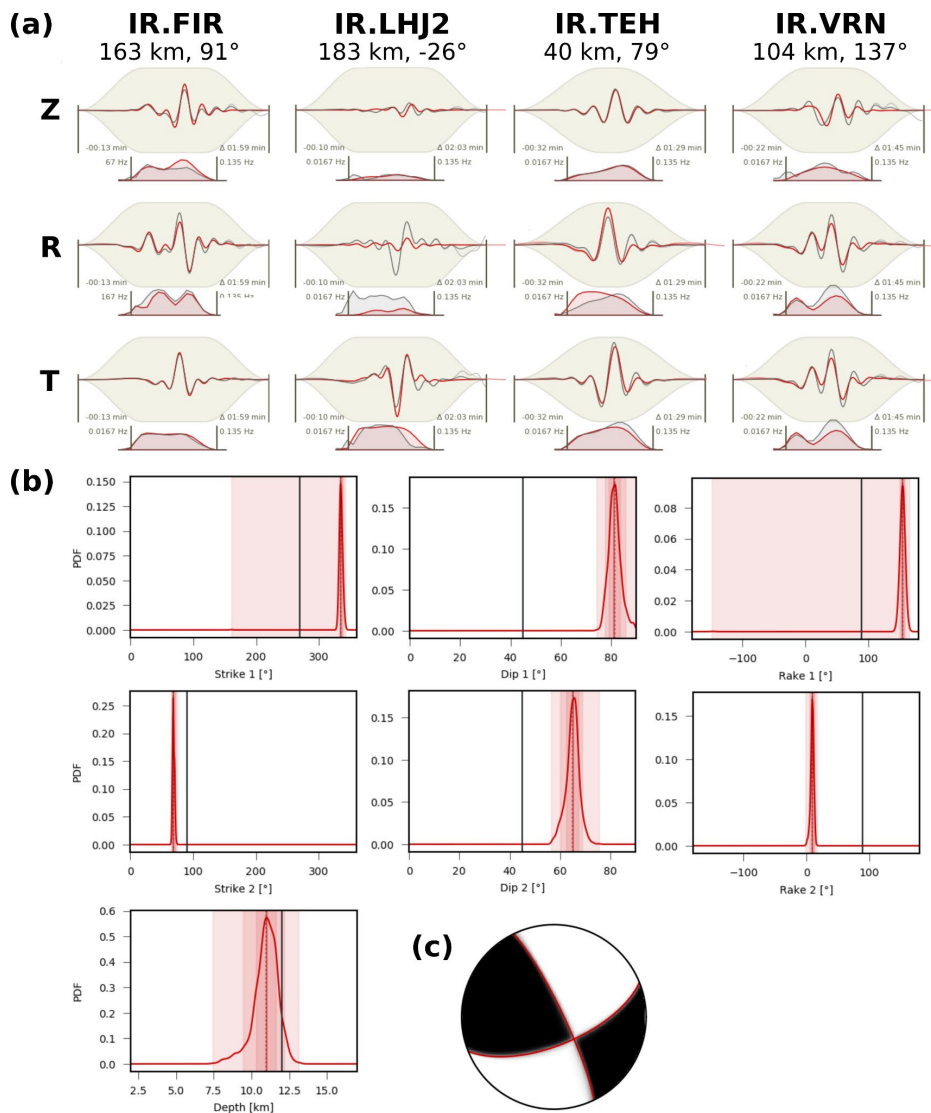 (a)
IR.FIR IR.LHJ2 IR.TEH IR.VRN
163 km, 91° 183 km, -26° 40 km, 79° 104 km, 137°
Z
-00:13 min Δ 01:59 min -00:10 min Δ 02:03 min -00:32 min Δ 01:29 min -00:22 min Δ 01:45 min
67 Hz 0.135 Hz 0.0167 Hz 0.135 Hz 0.0167 Hz 0.135 Hz 0.0167 Hz 0.135 Hz
R
-00:13 min Δ 01:59 min -00:10 min Δ 02:03 min -00:32 min Δ 01:29 min -00:22 min Δ 01:45 min
167 Hz 0.135 Hz 0.0167 Hz 0.135 Hz 0.0167 Hz 0.135 Hz 0.0167 Hz 0.135 Hz
T
-00:13 min Δ 01:59 min -00:10 min Δ 02:03 min -00:32 min Δ 01:29 min -00:22 min Δ 01:45 min
0.0167 Hz 0.135 Hz 0.0167 Hz 0.135 Hz 0.0167 Hz 0.135 Hz 0.0167 Hz 0.135 Hz
(b)
PDF
0.150
0.125
0.100
0.075
0.050
0.025
0.000
0 100 200 300
Strike 1 [°]
0.15
0.10
0.05
0.00
0 20 40 60 80
Dip 1 [°]
0.08
0.06
0.04
0.02
0.00
−100 0 100
Rake 1 [°]
PDF
0.25
0.20
0.15
0.10
0.05
0.00
0 100 200 300
Strike 2 [°]
0.15
0.10
0.05
0.00
0 20 40 60 80
Dip 2 [°]
0.15
0.10
0.05
0.00
−100 0 100
Rake 2 [°]
PDF
0.6
0.5
0.4
0.3
0.2
0.1
0.0
2.5 5.0 7.5 10.0 12.5 15.0
Depth [km]
(c)